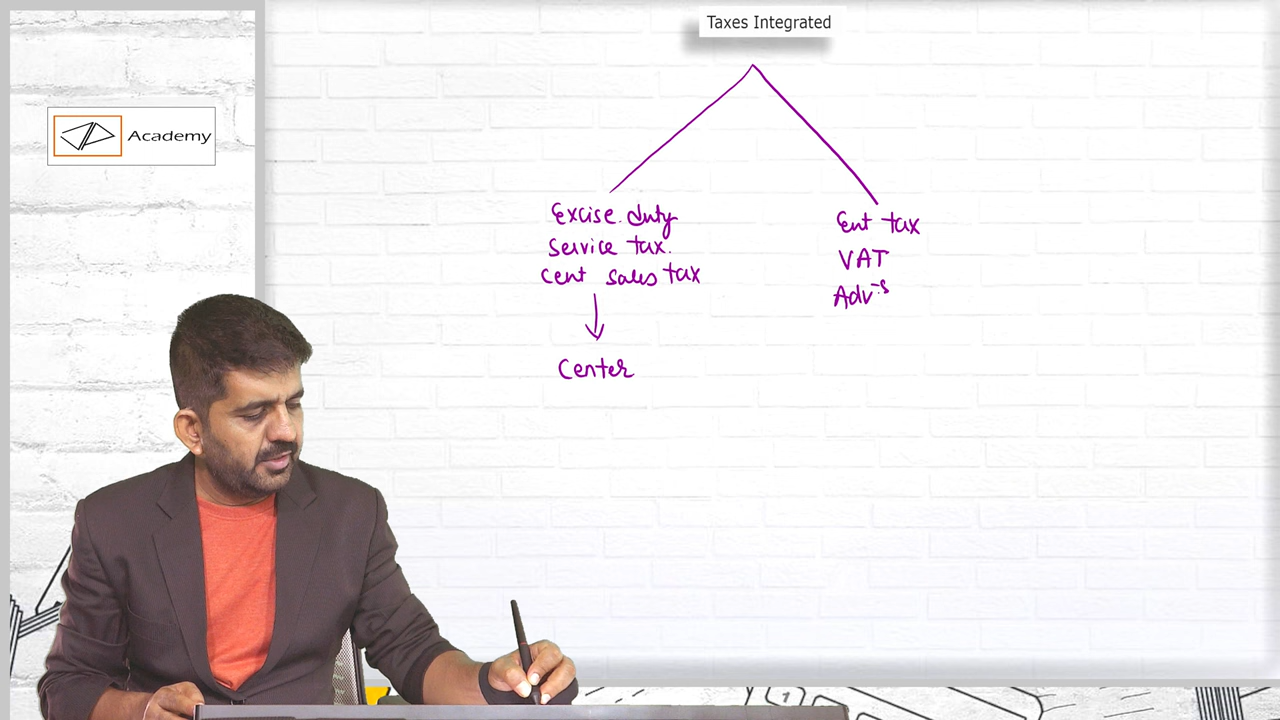 Taxes Integrated
Academy
Excise duty
Service tax.
Cent sales tax
Center
Ent tax
VAT
Adv-s